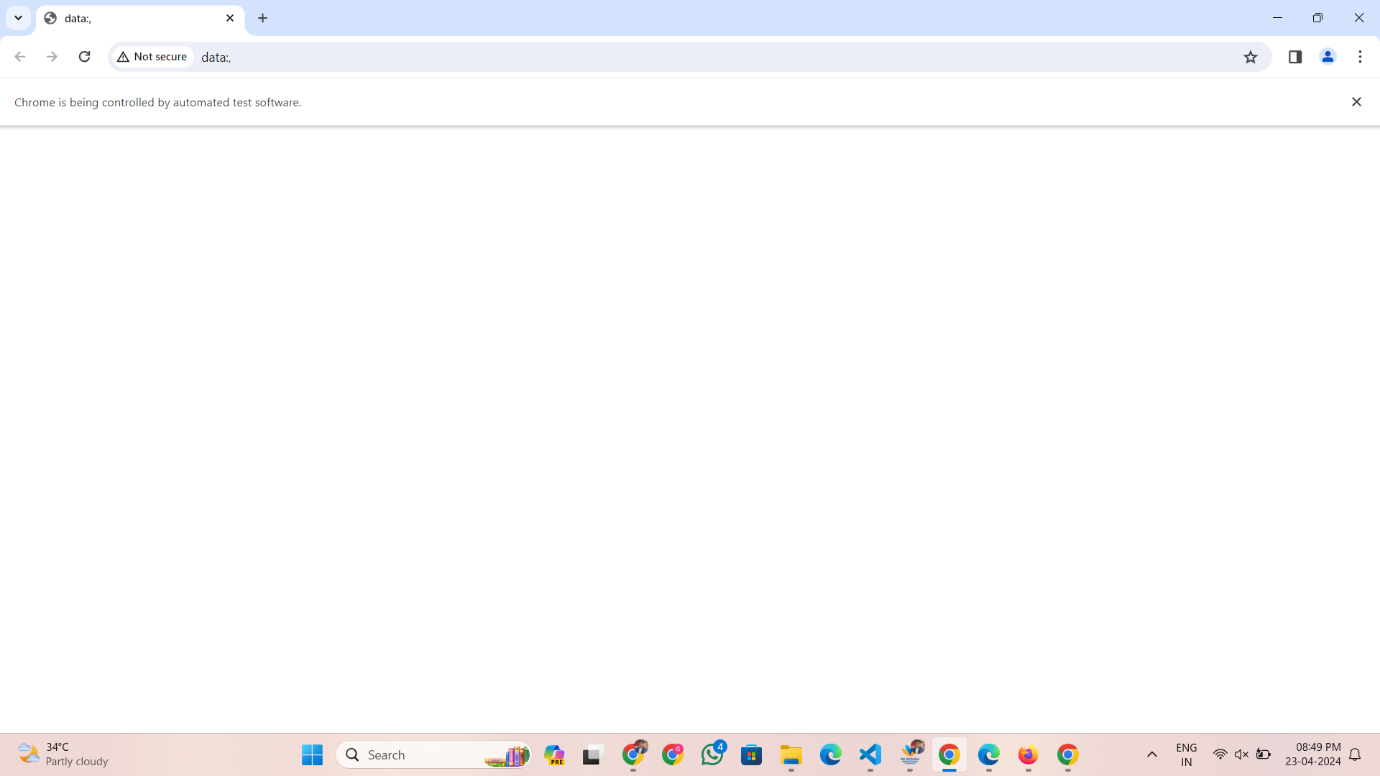 data:,
Not secure
data:,
Chrome is being controlled by automated test software.
34°C
Partly cloudy
Search
PRE
G
4
ENG
IN
08:49 PM
23-04-2024